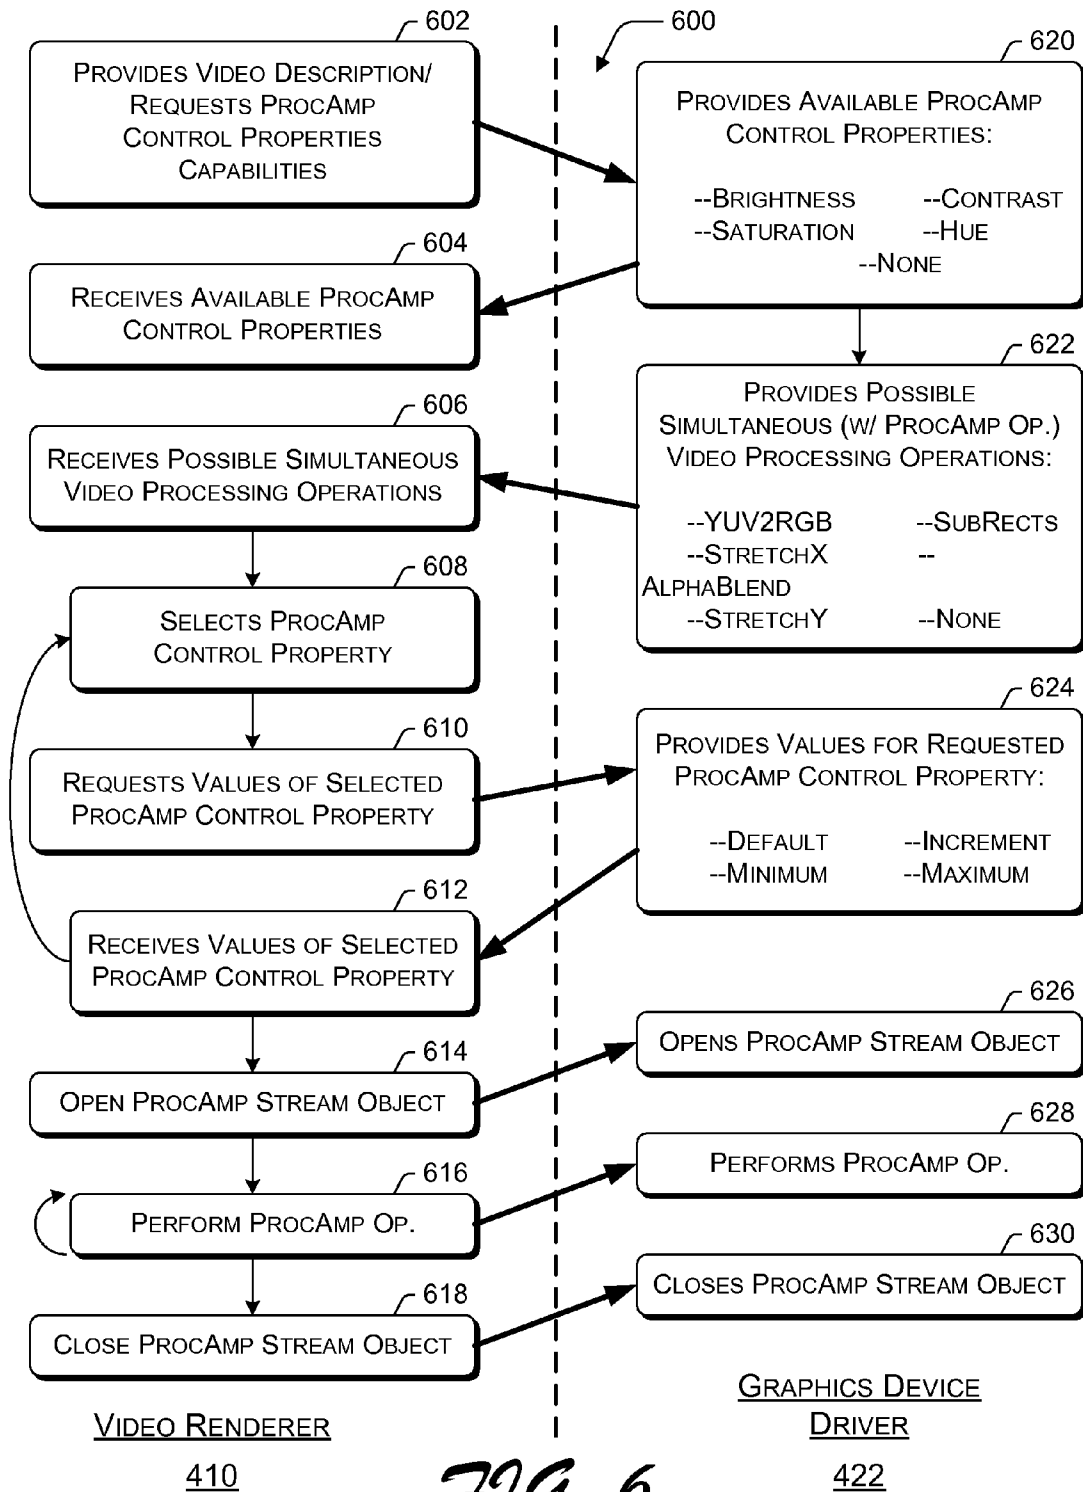 602
PROVIDES VIDEO DESCRIPTION/
REQUESTS PROCAMP
CONTROL PROPERTIES
CAPABILITIES
604
RECEIVES AVAILABLE PROCAMP
CONTROL PROPERTIES
606
RECEIVES POSSIBLE SIMULTANEOUS
VIDEO PROCESSING OPERATIONS
608
SELECTS PROCAMP
CONTROL PROPERTY
610
REQUESTS VALUES OF SELECTED
PROCAMP CONTROL PROPERTY
612
RECEIVES VALUES OF SELECTED
PROCAMP CONTROL PROPERTY
614
OPEN PROCAMP STREAM OBJECT
616
PERFORM PROCAMP OP.
618
CLOSE PROCAMP STREAM OBJECT
VIDEO RENDERER
410
600
620
PROVIDES AVAILABLE PROCAMP
CONTROL PROPERTIES:
--BRIGHTNESS --CONTRAST
--SATURATION --HUE
--NONE
622
PROVIDES POSSIBLE
SIMULTANEOUS (W/ PROCAMP OP.)
VIDEO PROCESSING OPERATIONS:
--YUV2RGB --SUBRECTS
--STRETCHX --
ALPHABLEND
--STRETCHY --NONE
624
PROVIDES VALUES FOR REQUESTED
PROCAMP CONTROL PROPERTY:
--DEFAULT --INCREMENT
--MINIMUM --MAXIMUM
626
OPENS PROCAMP STREAM OBJECT
628
PERFORMS PROCAMP OP.
630
CLOSES PROCAMP STREAM OBJECT
GRAPHICS DEVICE
DRIVER
422
FIG. 6